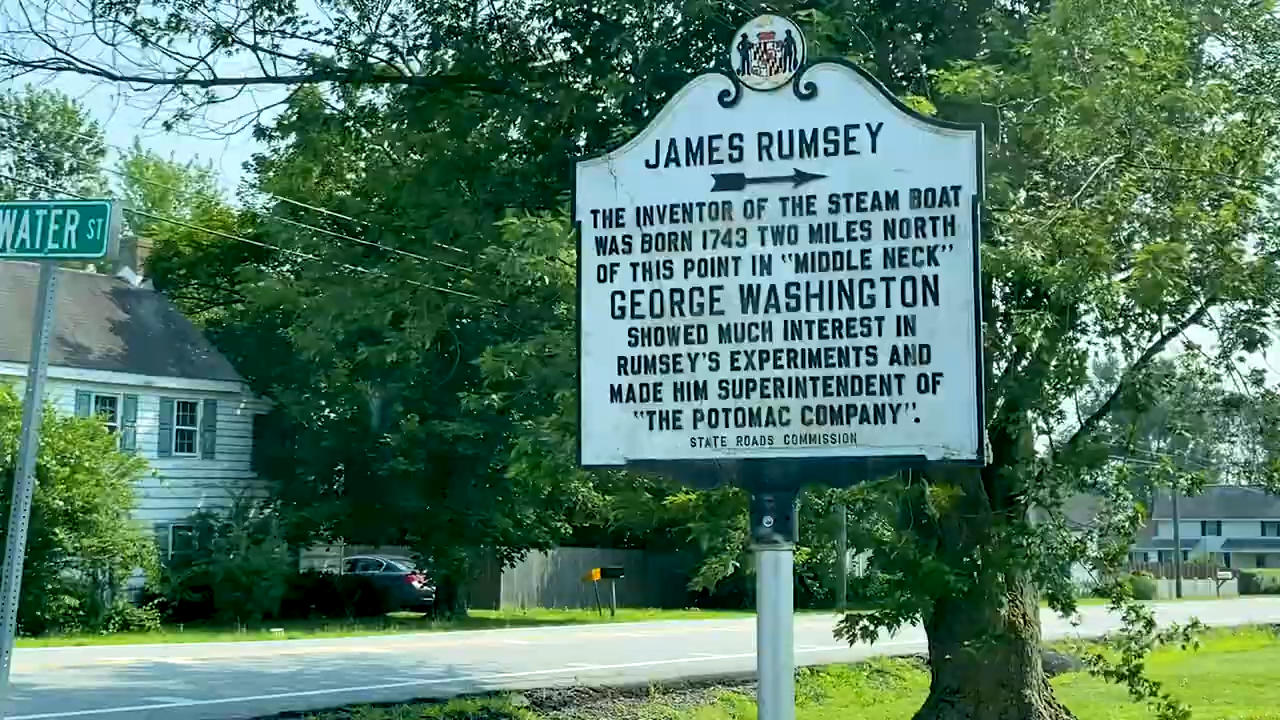 WATER ST
JAMES RUMSEY
THE INVENTOR OF THE STEAM BOAT
WAS BORN 1743 TWO MILES NORTH
OF THIS POINT IN "MIDDLE NECK"
GEORGE WASHINGTON
SHOWED MUCH INTEREST IN
RUMSEY'S EXPERIMENTS AND
MADE HIM SUPERINTENDENT OF
"THE POTOMAC COMPANY".
STATE ROADS COMMISSION